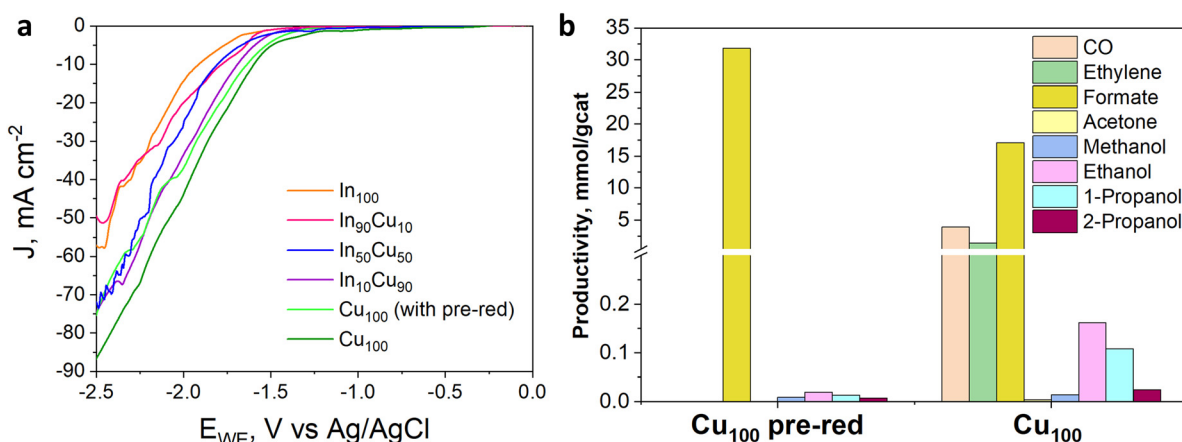 a
0
-10
-20
-30
-40
-50
-60
-70
-80
-90
J, mA cm⁻²
-2.5 -2.0 -1.5 -1.0 -0.5 0.0
E_WE, V vs Ag/AgCl
In₁₀₀
In₉₀Cu₁₀
In₅₀Cu₅₀
In₁₀Cu₉₀
Cu₁₀₀ (with pre-red)
Cu₁₀₀
b
35
30
25
20
15
10
5
0.2
0.1
0.0
Productivity, mmol/gcat
CO
Ethylene
Formate
Acetone
Methanol
Ethanol
1-Propanol
2-Propanol
Cu₁₀₀ pre-red Cu₁₀₀